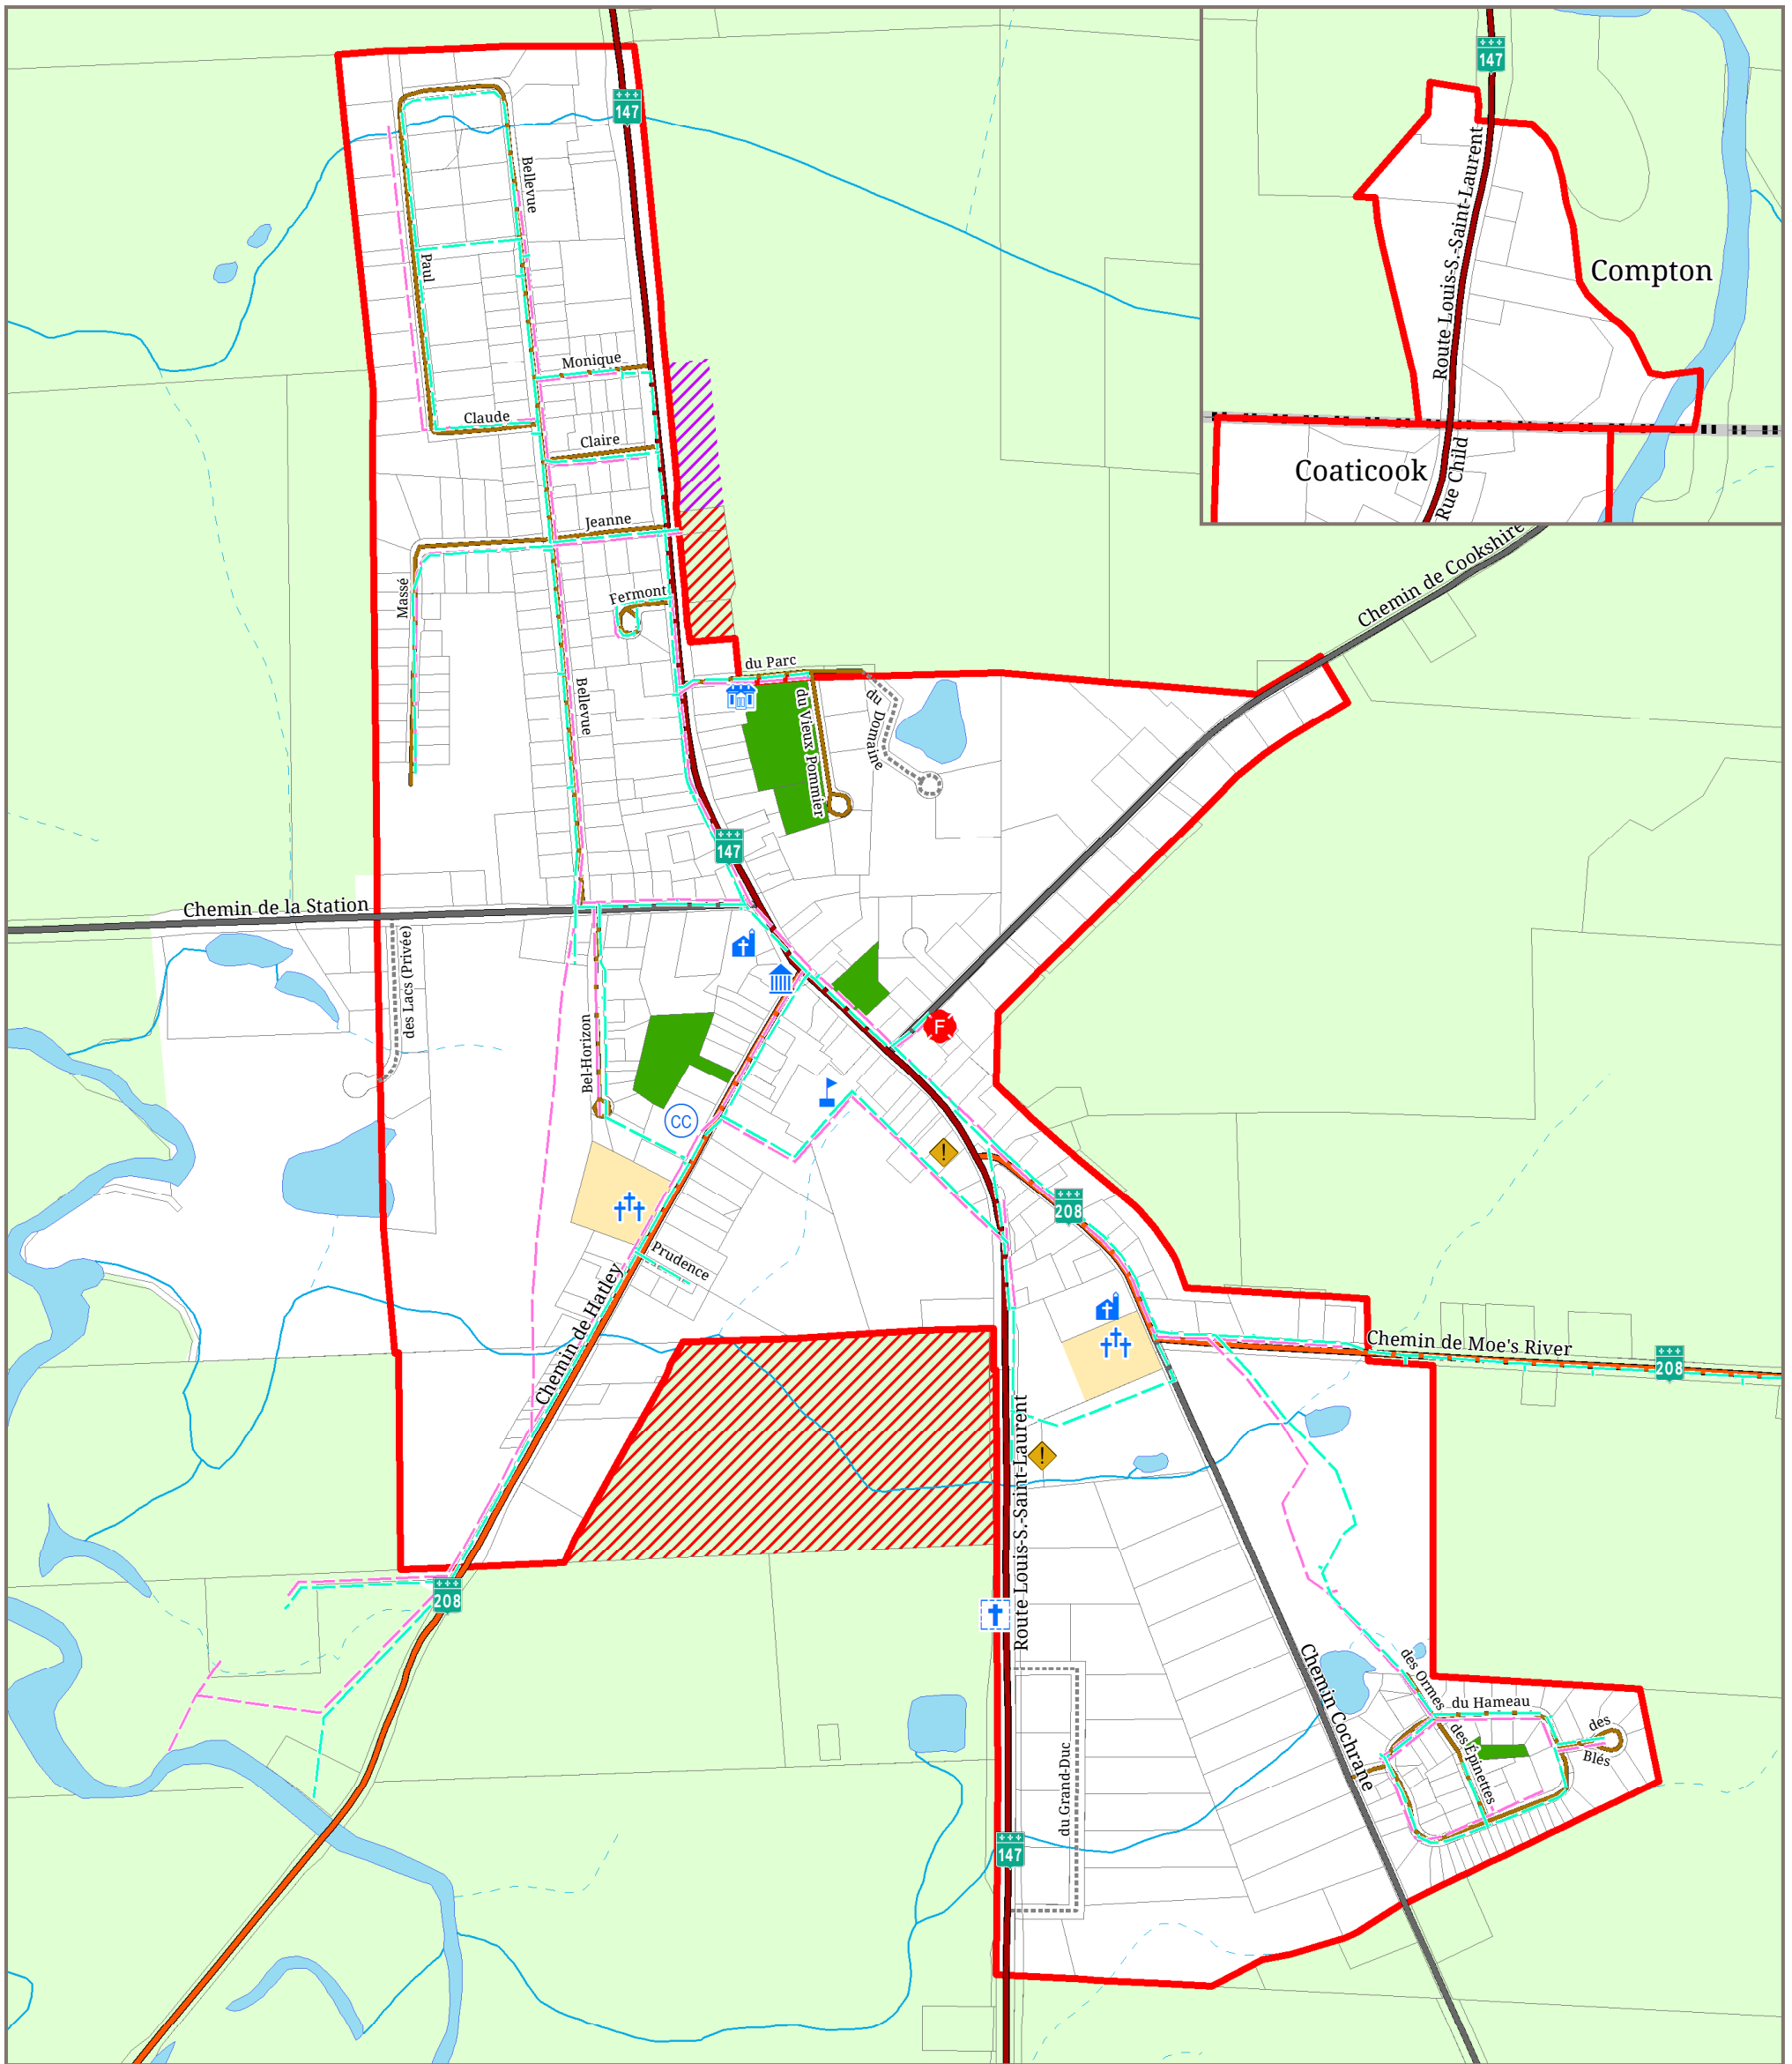 147
147
Route Louis-S.-Saint-Laurent
Compton
Coaticook
Rue Child
Bellevue
Paul
Monique
Claude
Claire
Jeanne
Massé
Fermont
Chemin de Cookshire
du Parc
Bellevue
du Vieux Pommier
du Domaine
147
Chemin de la Station
des Lacs (Privée)
Bel-Horizon
F
CC
!
208
Prudence
Chemin de Hatley
Chemin de Moe's River
208
Route Louis-S.-Saint-Laurent
!
208
Chemin Cochrane
des Ormes
du Hameau
des Épinettes
des
Blés
du Grand-Duc
147